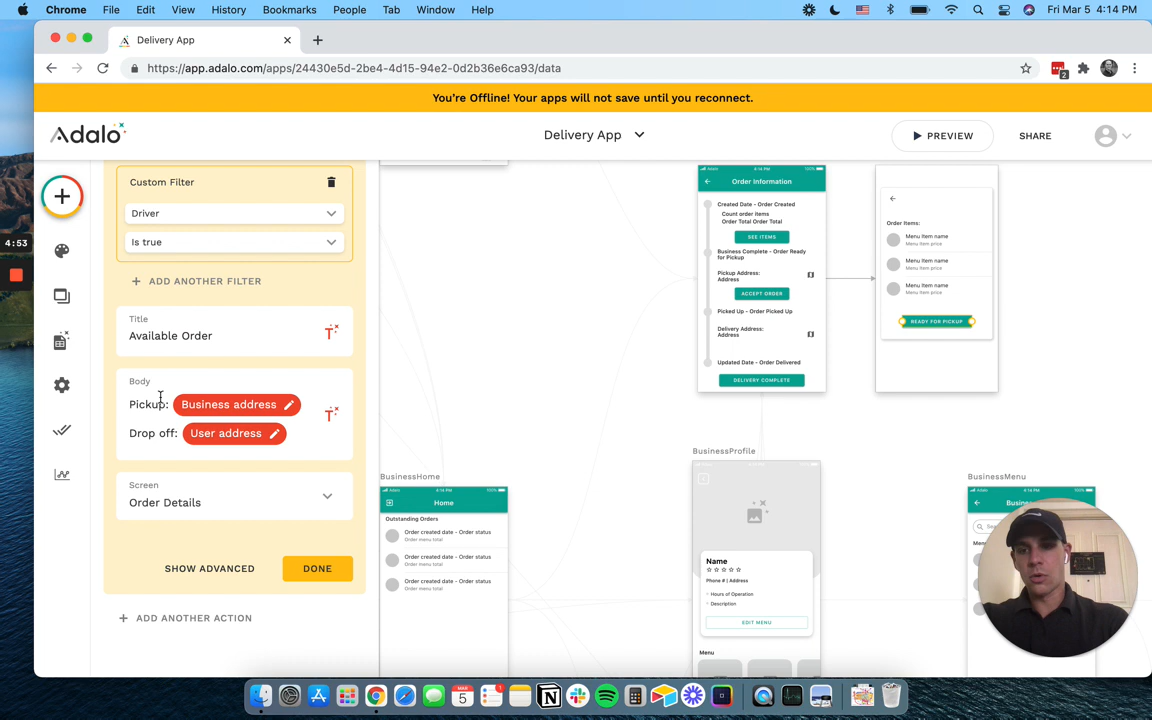 Chrome File Edit View History Bookmarks People Tab Window Help Fri Mar 5 4:14 PM
Delivery App
https://app.adalo.com/apps/24430e5d-2be4-4d15-94e2-0d2b36e6ca93/data
2
You're Offline! Your apps will not save until you reconnect.
Adalo
Delivery App
PREVIEW
SHARE
4:53
Custom Filter
Driver
Is true
ADD ANOTHER FILTER
Title
Available Order
Body
Pickup: Business address
Drop off: User address
Screen
Order Details
SHOW ADVANCED
DONE
ADD ANOTHER ACTION
Order Information
Created Date - Order Created
Count order items
Order Total Order Total
SEE ITEMS
Business Complete - Order Ready
for Pickup
Pickup Address:
Address
ACCEPT ORDER
Picked Up - Order Picked Up
Delivery Address:
Address
Updated Date - Order Delivered
DELIVERY COMPLETE
Order Items:
Menu Item name
Menu Item price
Menu Item name
Menu Item price
Menu Item name
Menu Item price
READY FOR PICKUP
BusinessHome
Home
Outstanding Orders
Order created date - Order status
Order menu total
Order created date - Order status
Order menu total
Order created date - Order status
Order menu total
BusinessProfile
Name
Phone # | Address
Hours of Operation
Description
EDIT MENU
Menu
BusinessMenu
MAR
5
1